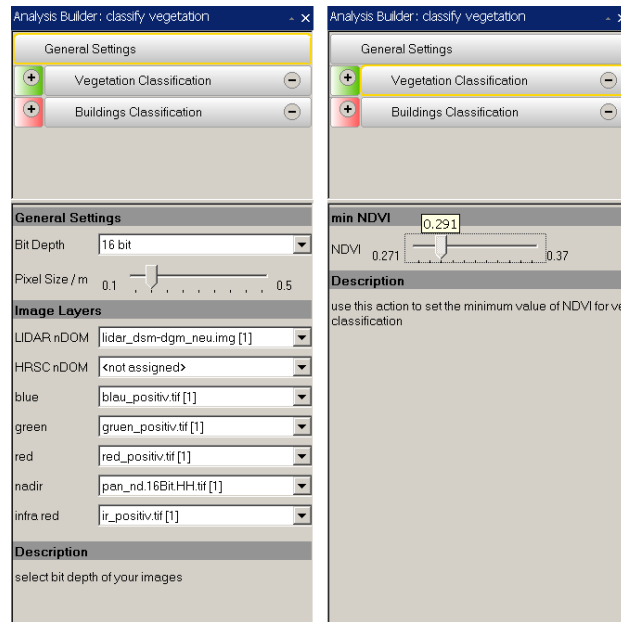 Analysis Builder: classify vegetation
General Settings
Vegetation Classification
Buildings Classification
General Settings
Bit Depth 16 bit
Pixel Size / m 0.1 0.5
Image Layers
LIDAR nDOM lidar_dsm-dgm_neu.img [1]
HRSC nDOM <not assigned>
blue blau_positiv.tif [1]
green gruen_positiv.tif [1]
red red_positiv.tif [1]
nadir pan_nd.16Bit.HH.tif [1]
infra red ir_positiv.tif [1]
Description
select bit depth of your images
Analysis Builder: classify vegetation
General Settings
Vegetation Classification
Buildings Classification
min NDVI
0.291
NDVI 0.271 0.37
Description
use this action to set the minimum value of NDVI for ve
classification